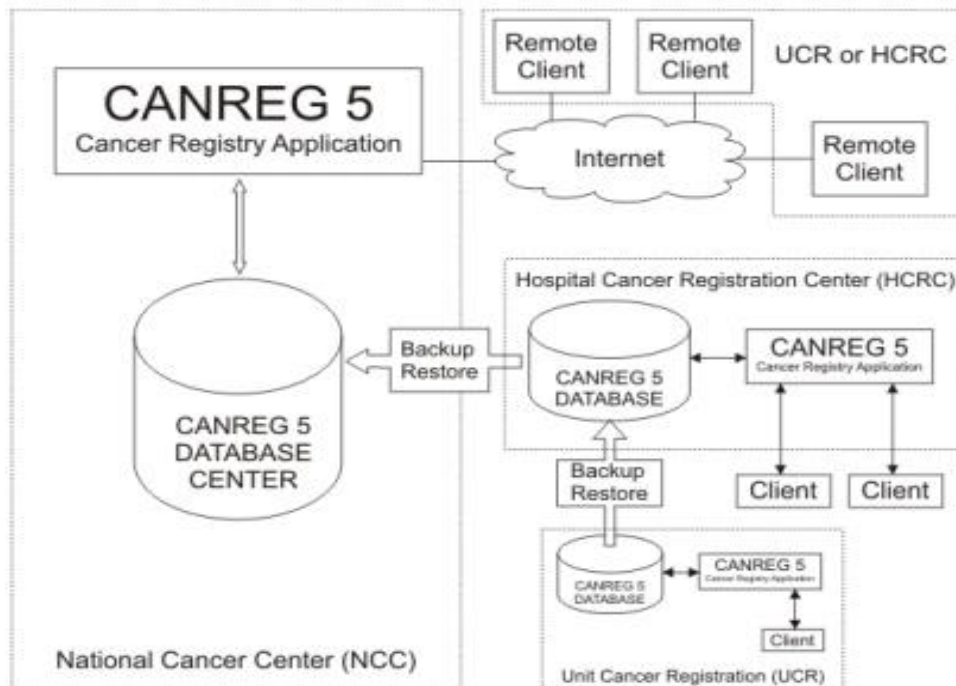 CANREG 5
Cancer Registry Application
Remote
Client
Remote
Client
UCR or HCRC
Internet
Remote
Client
Hospital Cancer Registration Center (HCRC)
Backup
Restore
CANREG 5
DATABASE
CANREG 5
Cancer Registry Application
CANREG 5
DATABASE
CENTER
Backup
Restore
Client
Client
CANREG 5
DATABASE
CANREG 5
Cancer Registry Application
Client
National Cancer Center (NCC)
Unit Cancer Registration (UCR)